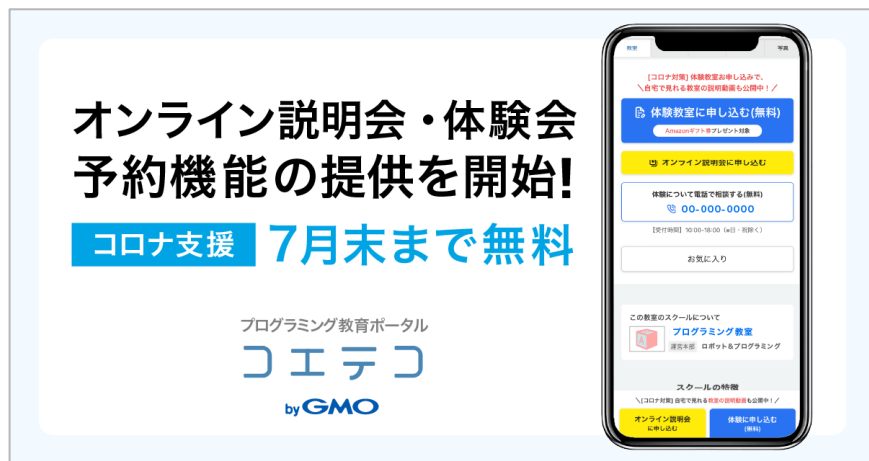 オンライン説明会・体験会
予約機能の提供を開始!
コロナ支援 7月末まで無料
プログラミング教育ポータル
コエテコ
by GMO
教室 写真
[コロナ対策] 体験教室お申し込みで、
＼自宅で見れる教室の説明動画も公開中！／
体験教室に申し込む(無料)
Amazonギフト券プレゼント対象
オンライン説明会に申し込む
体験について電話で相談する(無料)
00-000-0000
【受付時間】10:00-18:00（※日・祝除く）
お気に入り
この教室のスクールについて
プログラミング教室
運営本部 ロボット＆プログラミング
スクールの特徴
＼[コロナ対策] 自宅で見れる教室の説明動画も公開中！／
オンライン説明会
に申し込む
体験に申し込む
(無料)